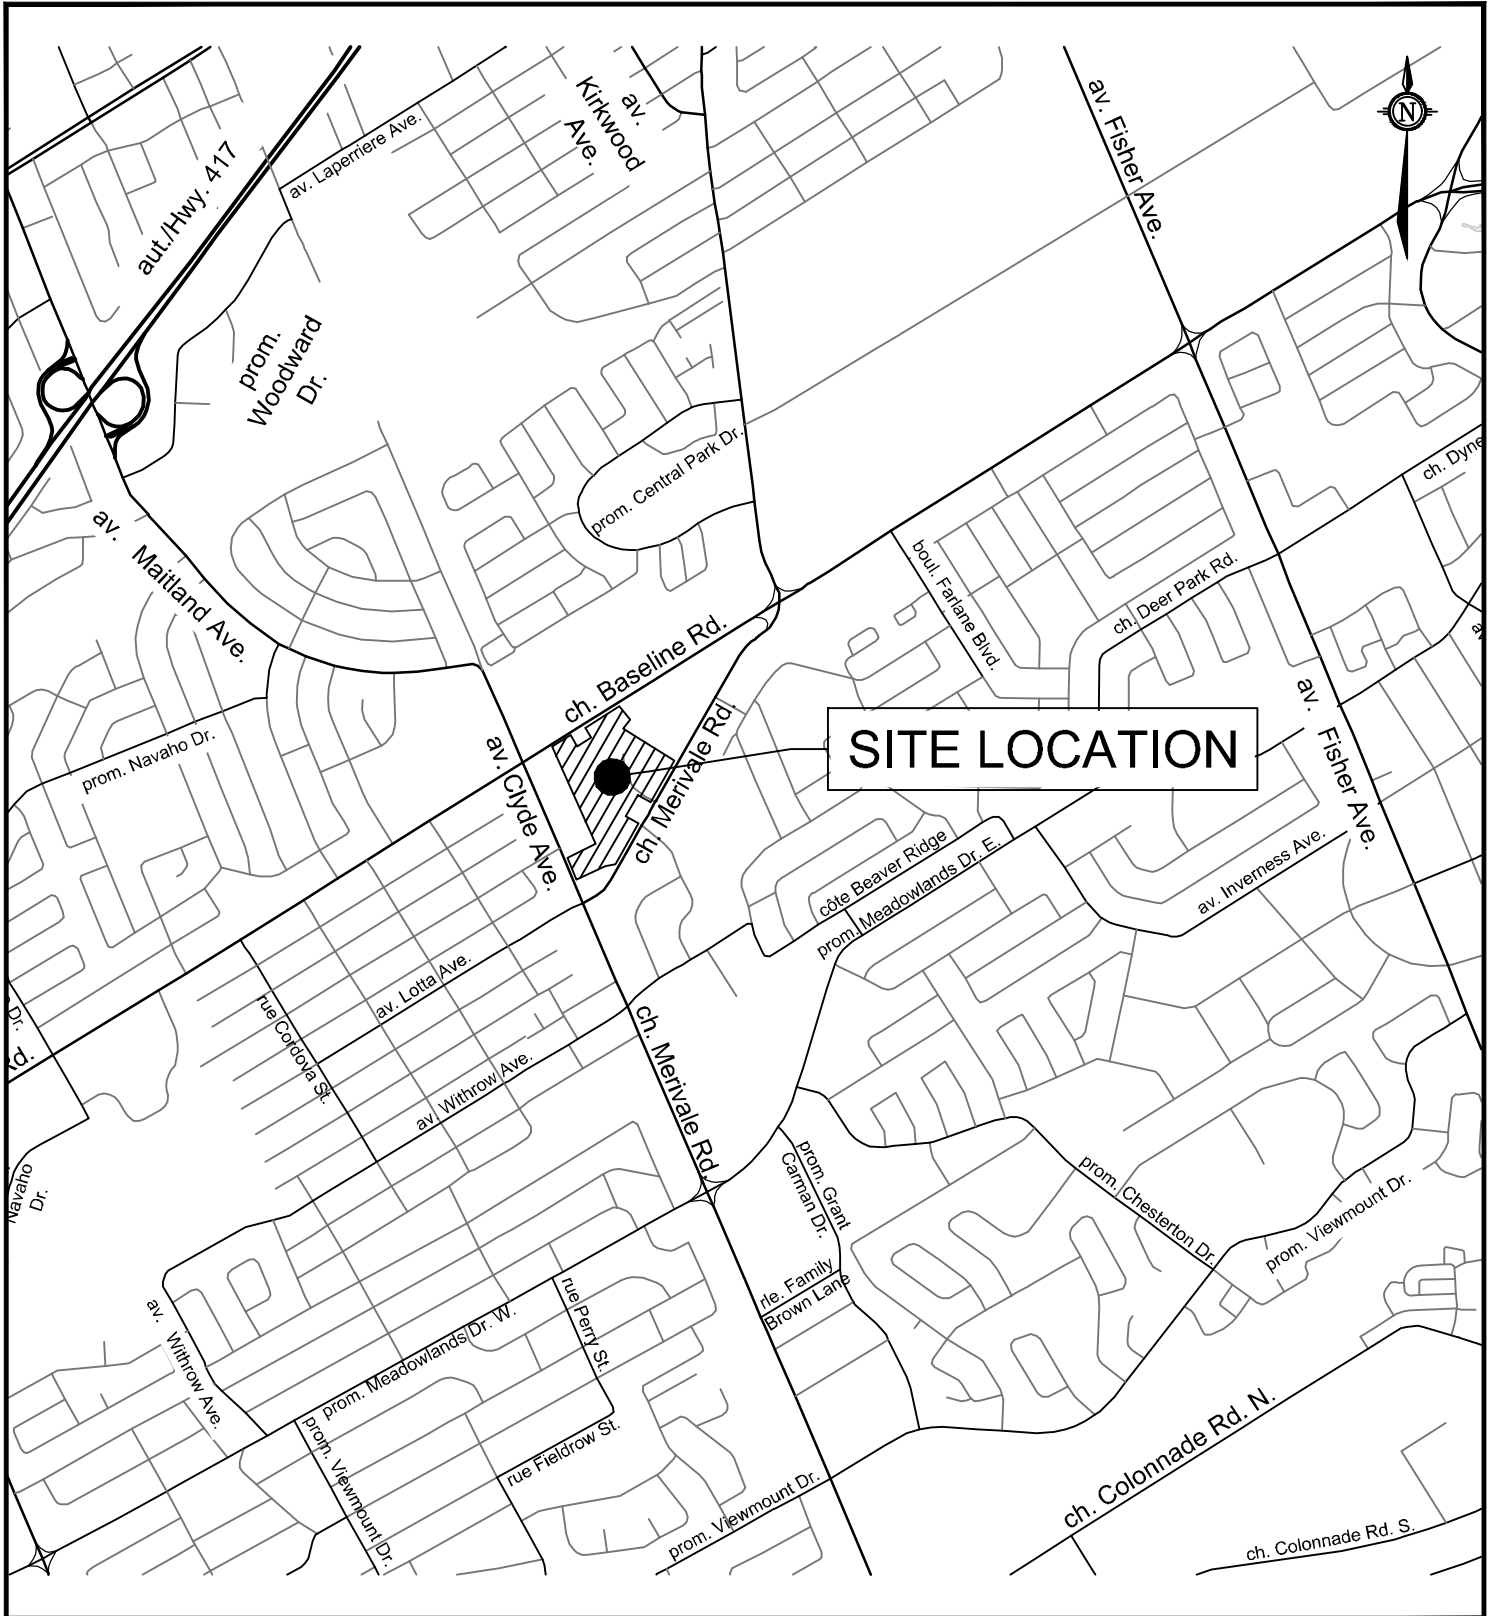 av.
Kirkwood
Ave.
av. Fisher Ave.
N
av. Laperriere Ave.
aut./Hwy. 417
prom.
Woodward
Dr.
prom. Central Park Dr.
ch. Dyne
av. Maitland Ave.
boul. Farlane Blvd.
ch. Deer Park Rd.
ch. Baseline Rd.
av. Fisher Ave.
prom. Navaho Dr.
av. Clyde Ave.
ch. Merivale Rd.
SITE LOCATION
côte Beaver Ridge
prom. Meadowlands Dr. E.
av. Inverness Ave.
av. Lotta Ave.
rue Cordova St.
Dr.
Rd.
av. Withrow Ave.
ch. Merivale Rd.
Navaho
Dr.
prom. Grant
Carman Dr.
prom. Chesterton Dr.
prom. Viewmount Dr.
rle. Family
Brown Lane
av. Withrow Ave.
rue Perry St.
prom. Meadowlands Dr. W.
prom. Viewmount Dr.
rue Fieldrow St.
prom. Viewmount Dr.
ch. Colonnade Rd. N.
ch. Colonnade Rd. S.